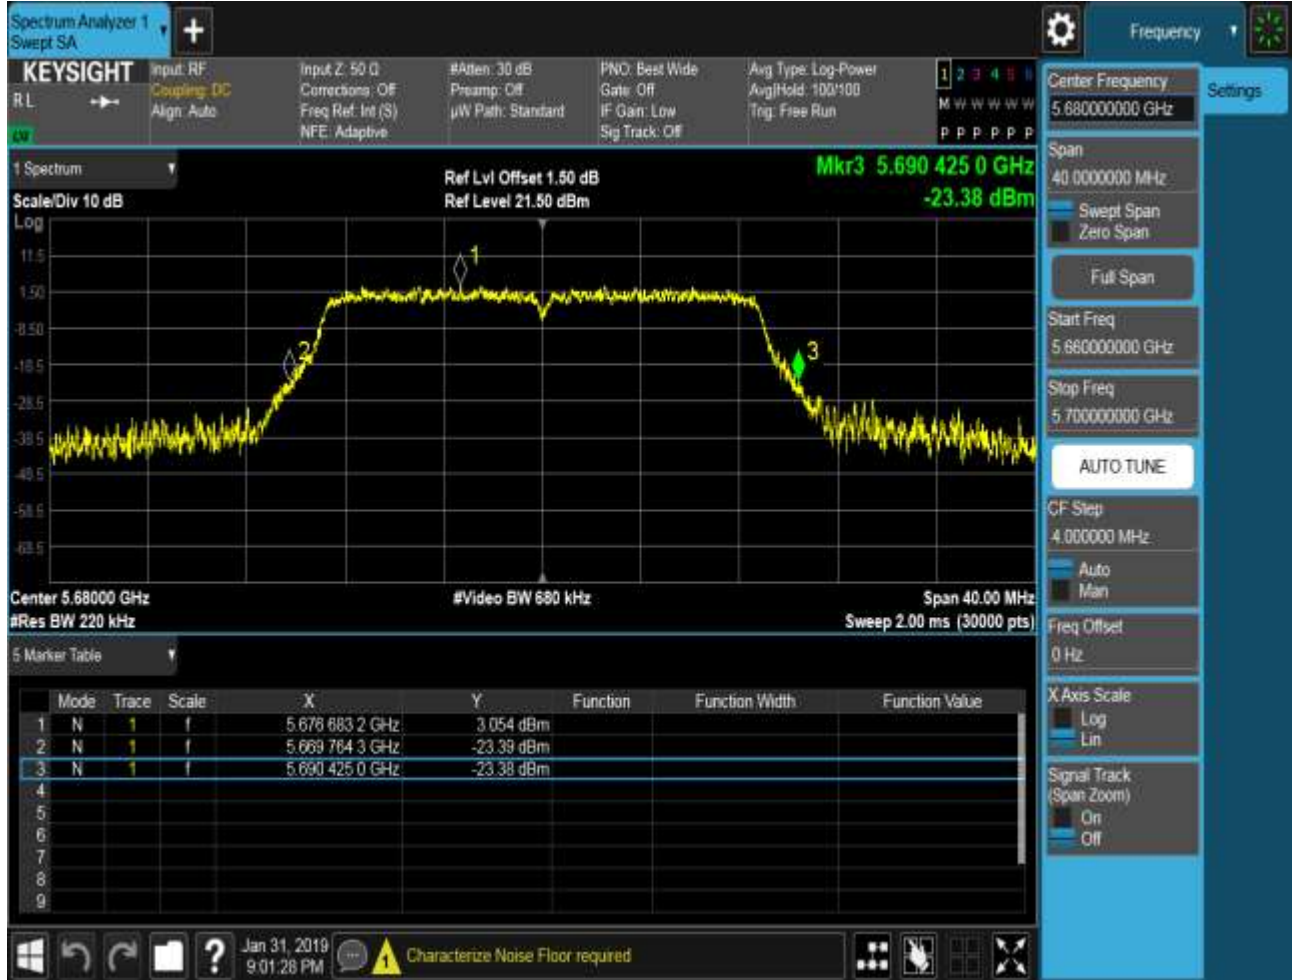 Spectrum Analyzer 1
Swept SA
+
Frequency
KEYSIGHT
RL
Input: RF
Coupling: DC
Align: Auto
Input Z: 50 Ω
Corrections: Off
Freq Ref: Int (S)
NFE: Adaptive
#Atten: 30 dB
Preamp: Off
µW Path: Standard
PNO: Best Wide
Gate: Off
IF Gain: Low
Sig Track: Off
Avg Type: Log-Power
Avg|Hold: 100/100
Trig: Free Run
1 2 3 4 5 6
M W W W W W
P P P P P P
1 Spectrum
Scale/Div 10 dB
Log
Ref Lvl Offset 1.50 dB
Ref Level 21.50 dBm
Mkr3 5.690 425 0 GHz
-23.38 dBm
11.5
1.50
-8.50
-18.5
-28.5
-38.5
-48.5
-58.5
-68.5
1
2
3
Center 5.68000 GHz
#Video BW 680 kHz
Span 40.00 MHz
#Res BW 220 kHz
Sweep 2.00 ms (30000 pts)
5 Marker Table
Mode Trace Scale X Y Function Function Width Function Value
1 N 1 f 5.676 683 2 GHz 3.054 dBm
2 N 1 f 5.669 764 3 GHz -23.39 dBm
3 N 1 f 5.690 425 0 GHz -23.38 dBm
4
5
6
7
8
9
Jan 31, 2019
9:01:28 PM
1
Characterize Noise Floor required
?
Settings
Center Frequency
5.680000000 GHz
Span
40.0000000 MHz
Swept Span
Zero Span
Full Span
Start Freq
5.660000000 GHz
Stop Freq
5.700000000 GHz
AUTO TUNE
CF Step
4.000000 MHz
Auto
Man
Freq Offset
0 Hz
X Axis Scale
Log
Lin
Signal Track
(Span Zoom)
On
Off